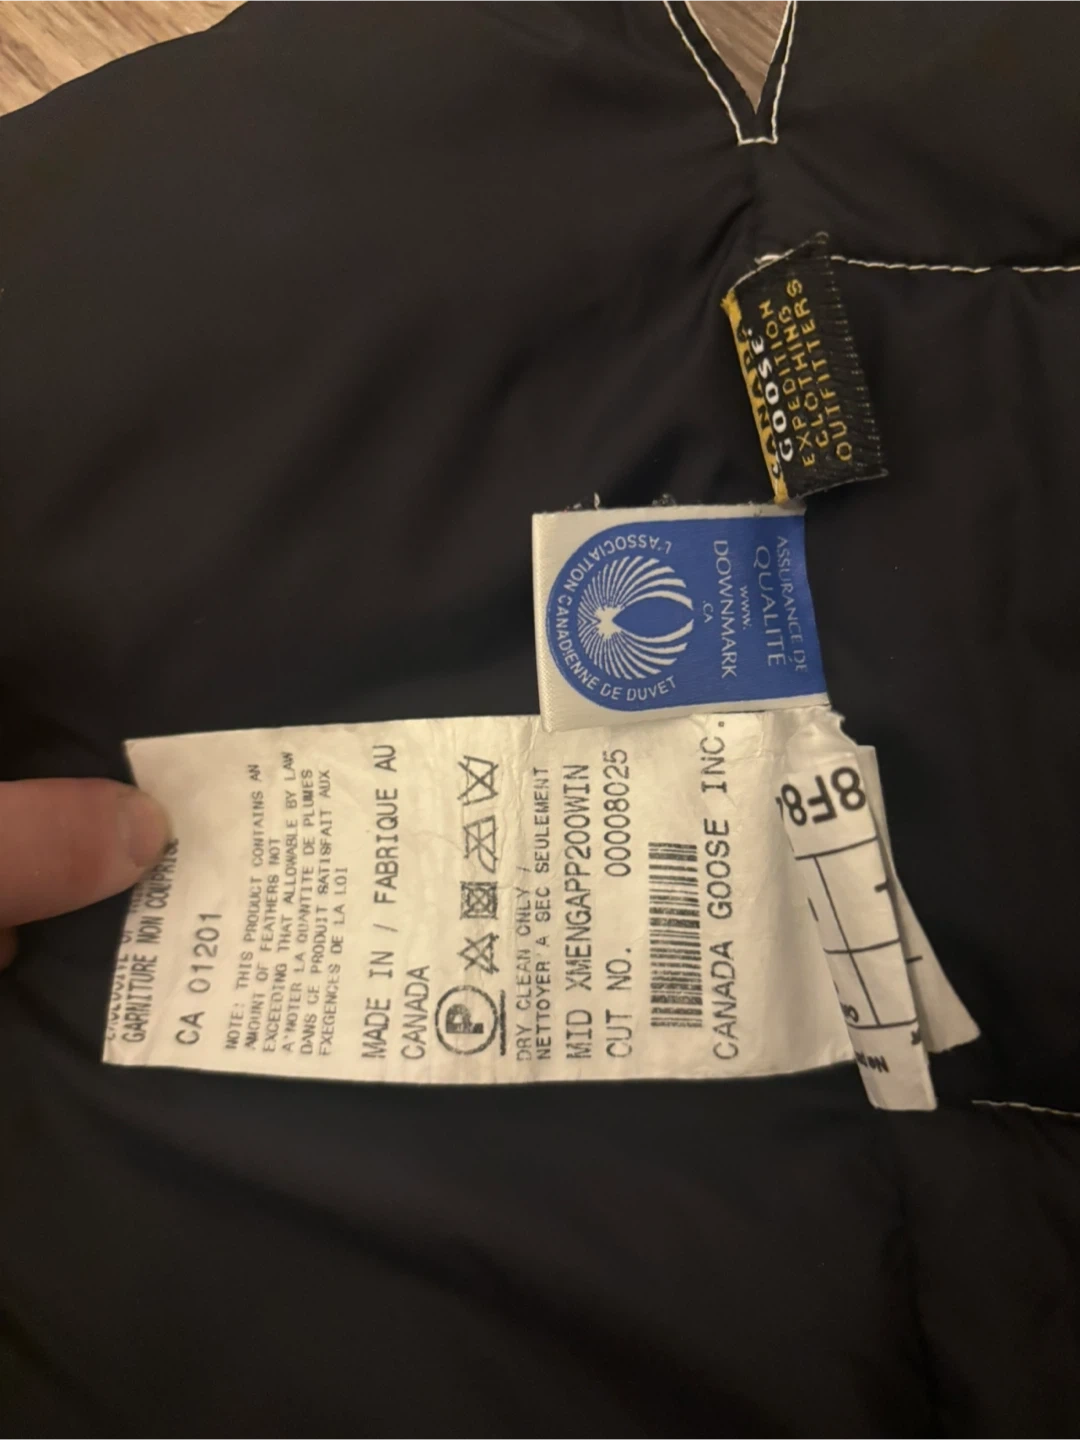 CANADA
GOOSE®
EXPEDITION
CLOTHING
OUTFITTERS
ASSURANCE DE
QUALITÉ
WWW.
DOWNMARK
.CA
L'ASSOCIATION CANADIENNE DE DUVET
8F8
GARNITURE NON COMPRISE
CA 01201
NOTE: THIS PRODUCT CONTAINS AN
AMOUNT OF FEATHERS NOT
EXCEEDING THAT ALLOWABLE BY LAW
A'NOTER LA QUANTITE DE PLUMES
DANS CE PRODUIT SATISFAIT AUX
EXEGENCES DE LA LOI
MADE IN / FABRIQUE AU
CANADA
P
DRY CLEAN ONLY /
NETTOYER A SEC SEULEMENT
MID XMENGAPP200WIN
CUT NO. 00008025
CANADA GOOSE INC.